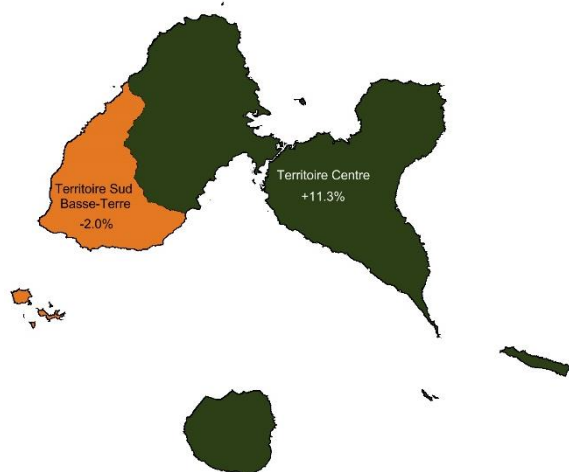 Territoire Sud
Basse-Terre
-2.0%
Territoire Centre
+11.3%